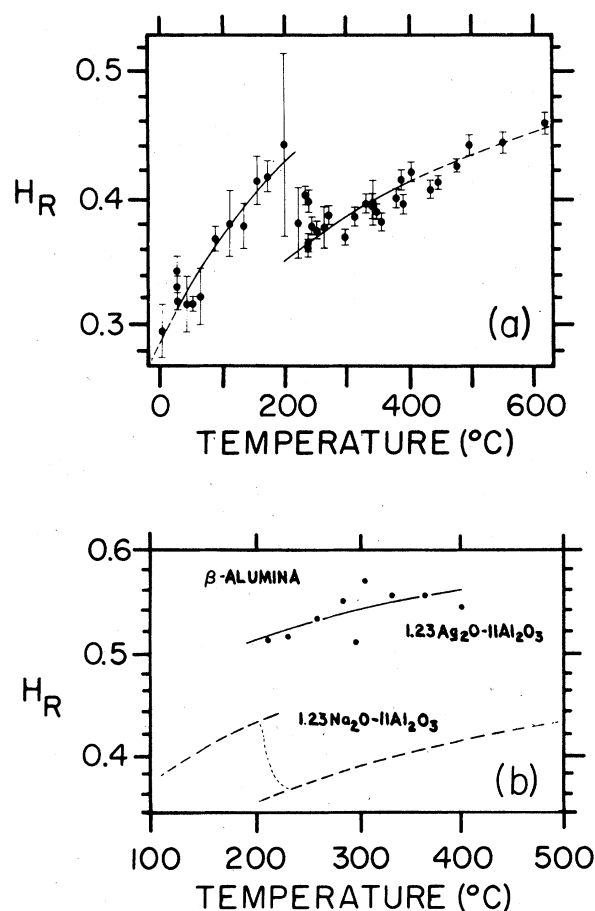 0.5
0.4
0.3
H_R
(a)
0 200 400 600
TEMPERATURE (°C)
0.6
0.5
0.4
H_R
β-ALUMINA
1.23Ag₂O-11Al₂O₃
1.23Na₂O-11Al₂O₃
(b)
100 200 300 400 500
TEMPERATURE (°C)